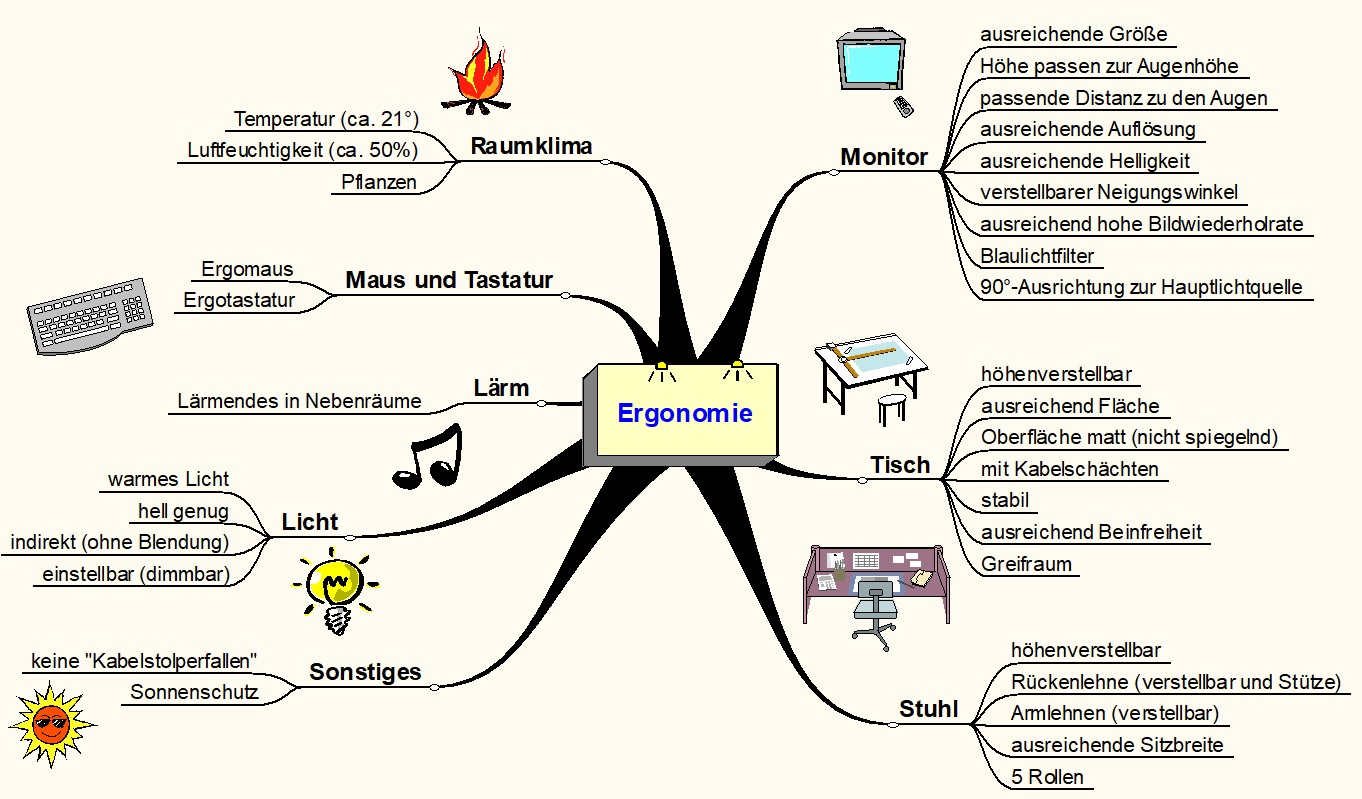 Ergonomie
Raumklima
Temperatur (ca. 21°)
Luftfeuchtigkeit (ca. 50%)
Pflanzen
Maus und Tastatur
Ergomaus
Ergotastatur
Lärm
Lärmendes in Nebenräume
Licht
warmes Licht
hell genug
indirekt (ohne Blendung)
einstellbar (dimmbar)
Sonstiges
keine "Kabelstolperfallen"
Sonnenschutz
Monitor
ausreichende Größe
Höhe passen zur Augenhöhe
passende Distanz zu den Augen
ausreichende Auflösung
ausreichende Helligkeit
verstellbarer Neigungswinkel
ausreichend hohe Bildwiederholrate
Blaulichtfilter
90°-Ausrichtung zur Hauptlichtquelle
Tisch
höhenverstellbar
ausreichend Fläche
Oberfläche matt (nicht spiegelnd)
mit Kabelschächten
stabil
ausreichend Beinfreiheit
Greifraum
Stuhl
höhenverstellbar
Rückenlehne (verstellbar und Stütze)
Armlehnen (verstellbar)
ausreichende Sitzbreite
5 Rollen